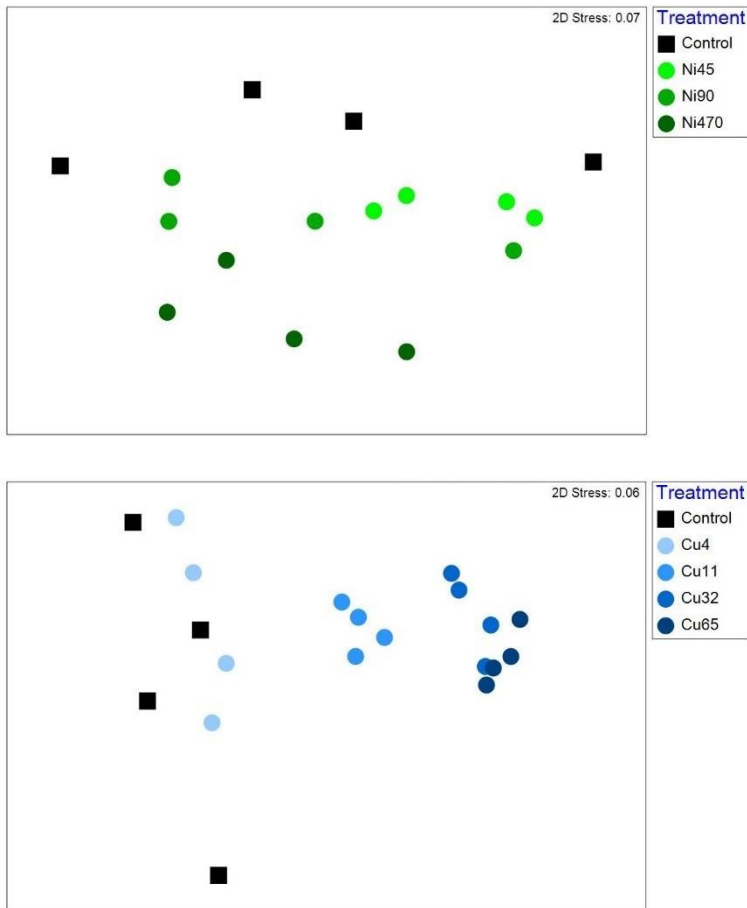 2D Stress: 0.07
Treatment
Control
Ni45
Ni90
Ni470
2D Stress: 0.06
Treatment
Control
Cu4
Cu11
Cu32
Cu65